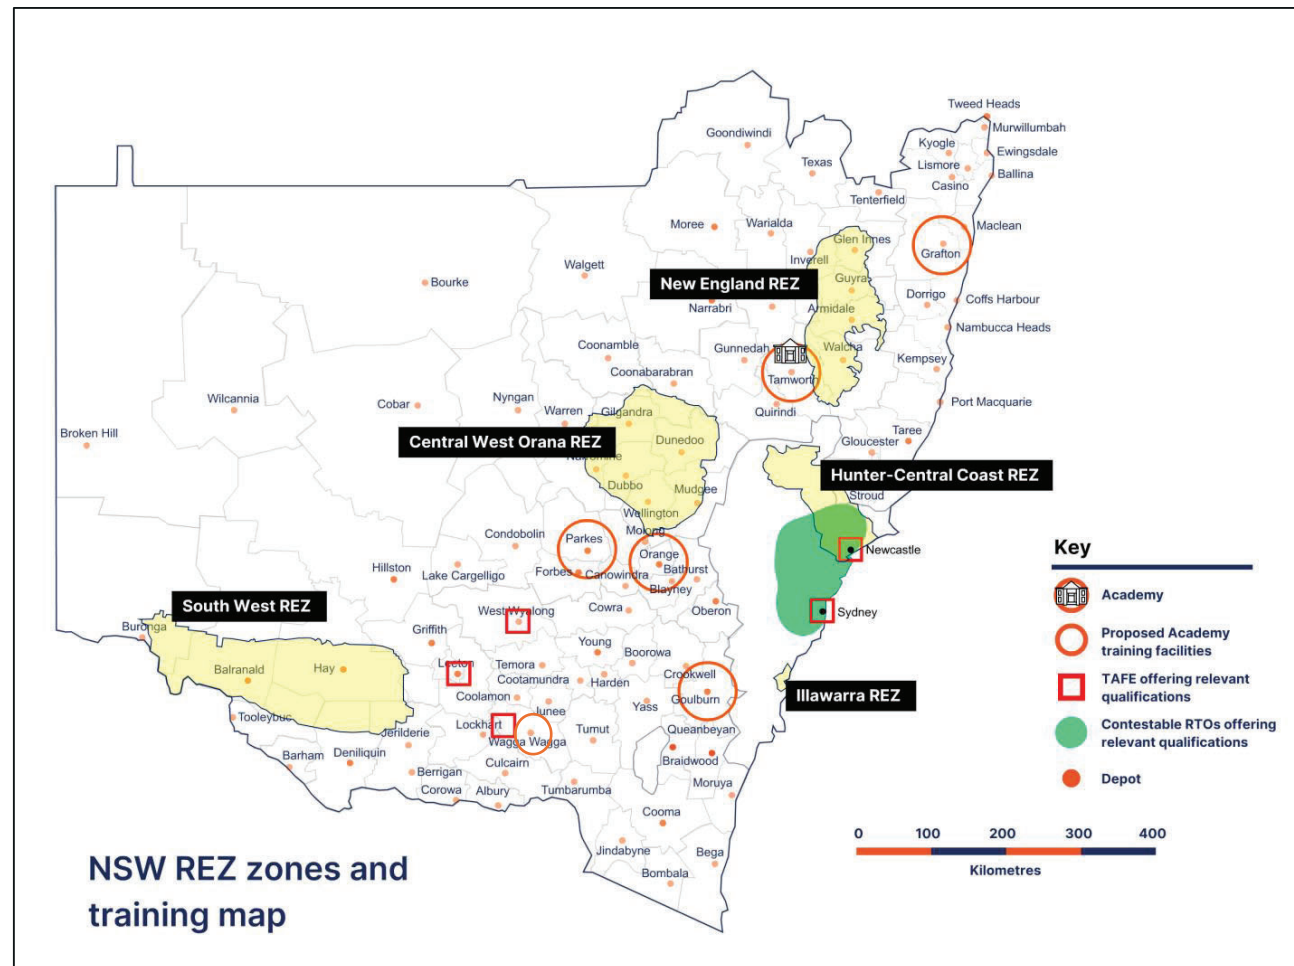 Tweed Heads
Murwillumbah
Goondiwindi
Kyogle
Ewingsdale
Texas
Lismore
Ballina
Casino
Tenterfield
Moree
Warialda
Maclean
Glen Innes
Grafton
Inverell
Walgett
New England REZ
Bourke
Guyra
Dorrigo
Coffs Harbour
Narrabri
Armidale
Nambucca Heads
Coonamble
Gunnedah
Walcha
Kempsey
Coonabarabran
Tamworth
Wilcannia
Cobar
Nyngan
Warren
Gilgandra
Quirindi
Port Macquarie
Broken Hill
Central West Orana REZ
Dunedoo
Gloucester
Taree
Narromine
Hunter-Central Coast REZ
Dubbo
Mudgee
Stroud
Wellington
Molong
Condobolin
Parkes
Orange
Newcastle
Key
Hillston
Lake Cargelligo
Forbes
Canowindra
Bathurst
Blayney
Academy
South West REZ
West Wyalong
Cowra
Oberon
Sydney
Buronga
Griffith
Young
Boorowa
Proposed Academy
training facilities
Balranald
Hay
Leeton
Temora
Cootamundra
Harden
Crookwell
Illawarra REZ
TAFE offering relevant
qualifications
Coolamon
Junee
Yass
Goulburn
Tooleybuc
Lockhart
Tumut
Queanbeyan
Contestable RTOs offering
relevant qualifications
Jerilderie
Wagga Wagga
Barham
Deniliquin
Braidwood
Berrigan
Culcairn
Depot
Corowa
Albury
Tumbarumba
Moruya
Cooma
0 100 200 300 400
Kilometres
Jindabyne
Bega
Bombala
NSW REZ zones and
training map